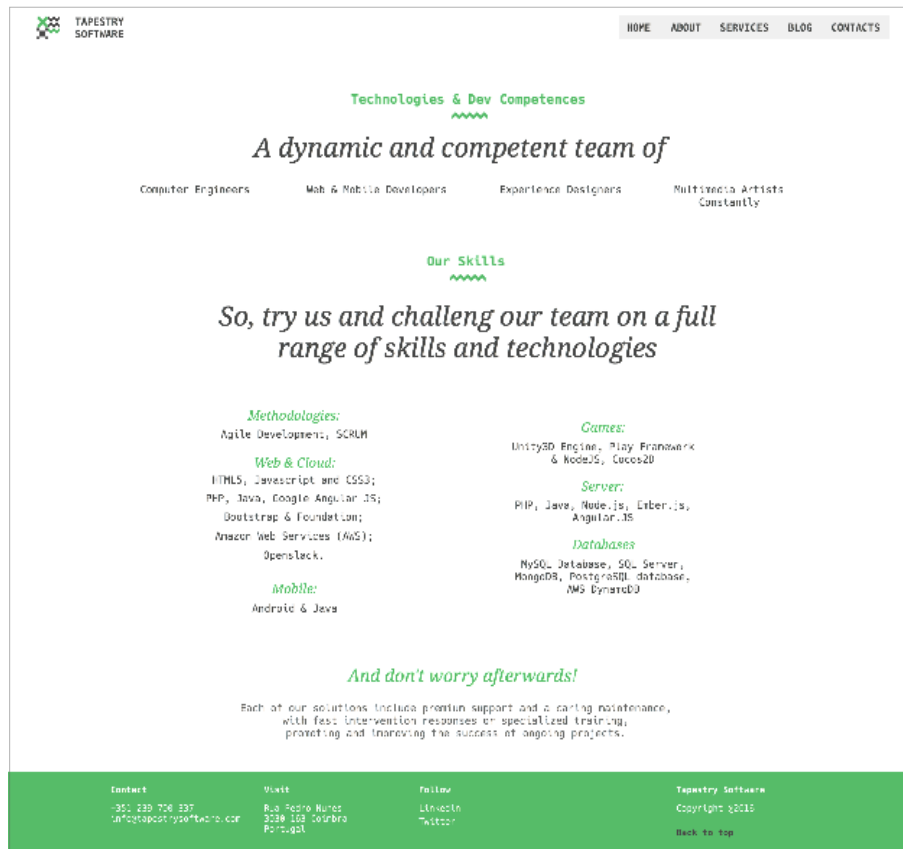 TAPESTRY
SOFTWARE
HOME ABOUT SERVICES BLOG CONTACTS
Technologies & Dev Competences
A dynamic and competent team of
Computer Engineers
Web & Mobile Developers
Experience Designers
Multimedia Artists
Constantly
Our Skills
So, try us and challeng our team on a full
range of skills and technologies
Methodologies:
Agile Development, SCRUM
Web & Cloud:
HTML5, Javascript and CSS3;
PHP, Java, Google Angular JS;
Bootstrap & Foundation;
Amazon Web Services (AWS);
Mobile:
Android & Java
Games:
Unity3D Engine, Play Framework
& NodeJS, Cocos2D
Server:
PHP, Java, Node.js, Ember.js,
Angular.JS
Databases
MySQL Database, SQL Server,
MongoDB, PostgreSQL database,
AWS DynamoDB
And don't worry afterwards!
Each of our solutions include premium support and a caring maintenance,
with fast intervention responses or specialized training,
promoting and improving the success of ongoing projects.
Contact
info@tapestrysoftware.com
Visit
Rua Pedro Nunes
Coimbra
Portugal
Follow
Linkedin
Twitter
Tapestry Software
Copyright
Back to top